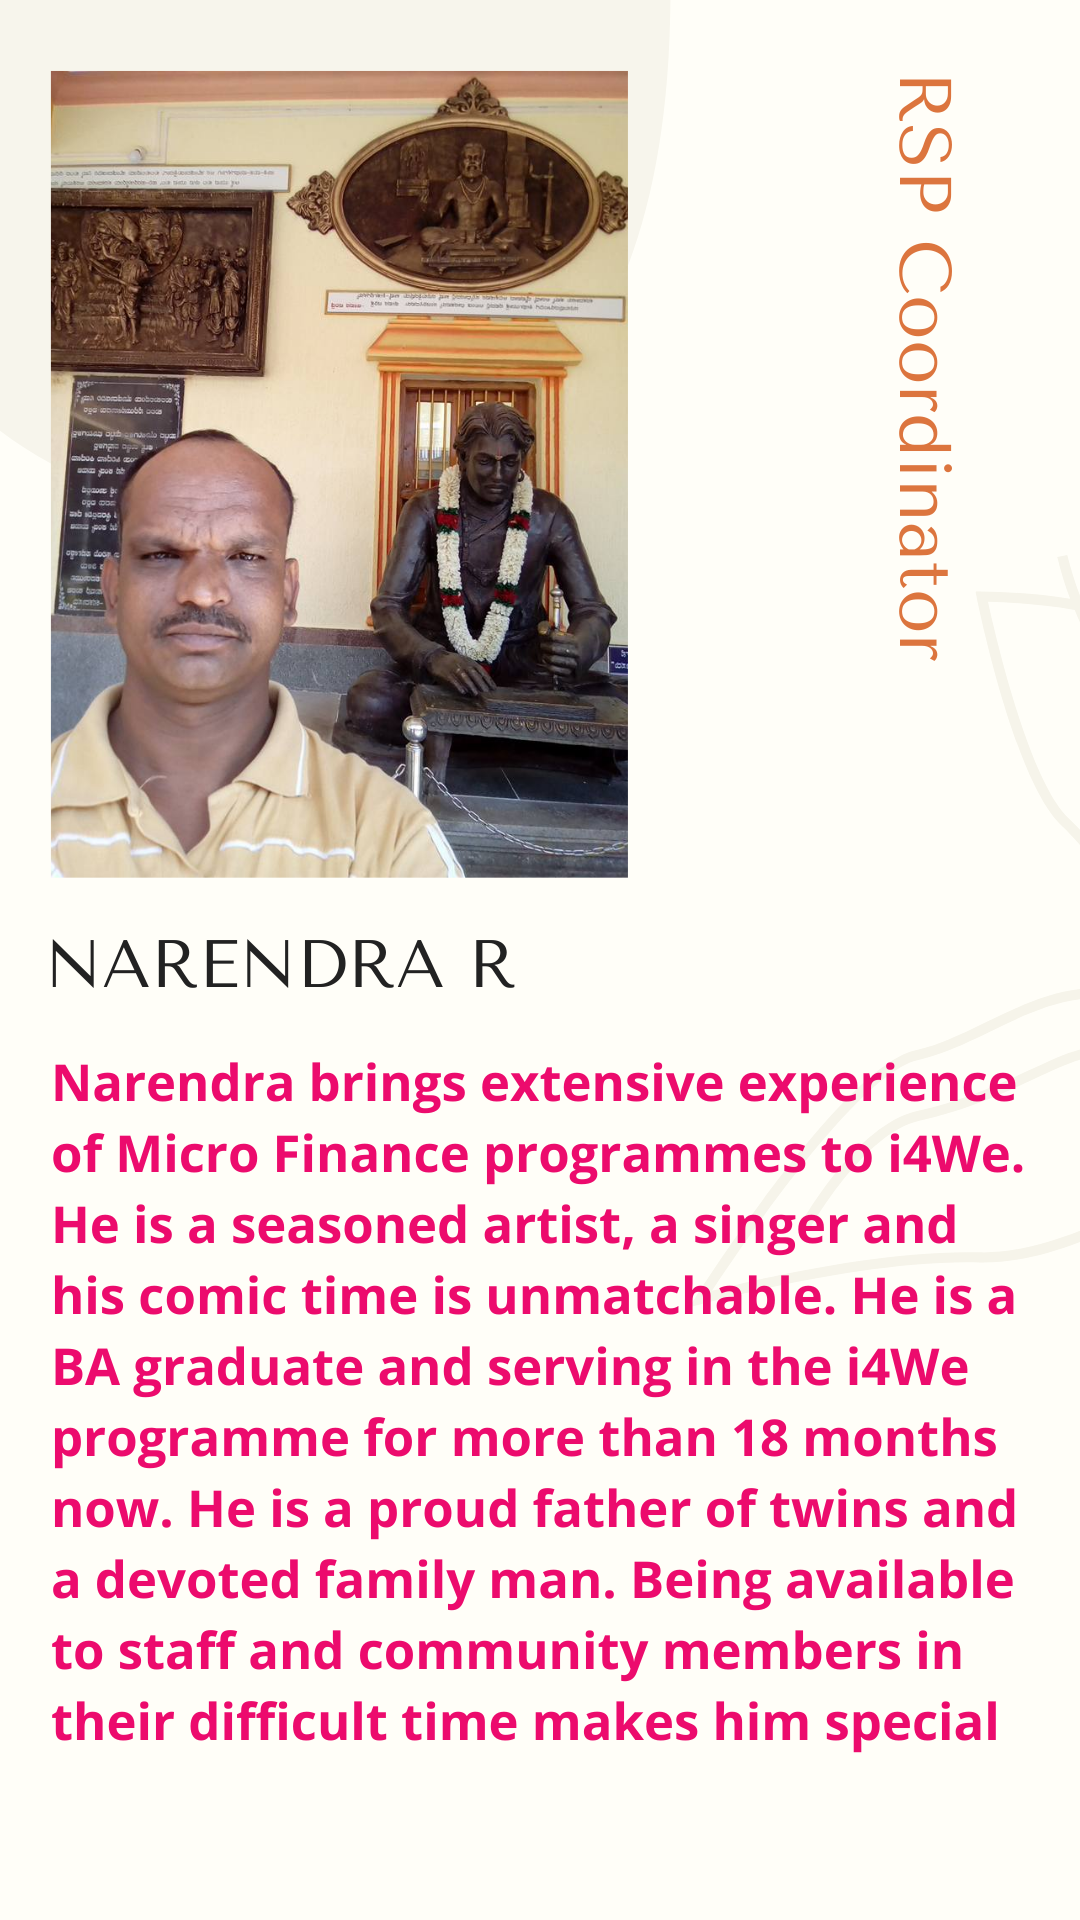 RSP Coordinator
NARENDRA R
Narendra brings extensive experience
of Micro Finance programmes to i4We.
He is a seasoned artist, a singer and
his comic time is unmatchable. He is a
BA graduate and serving in the i4We
programme for more than 18 months
now. He is a proud father of twins and
a devoted family man. Being available
to staff and community members in
their difficult time makes him special